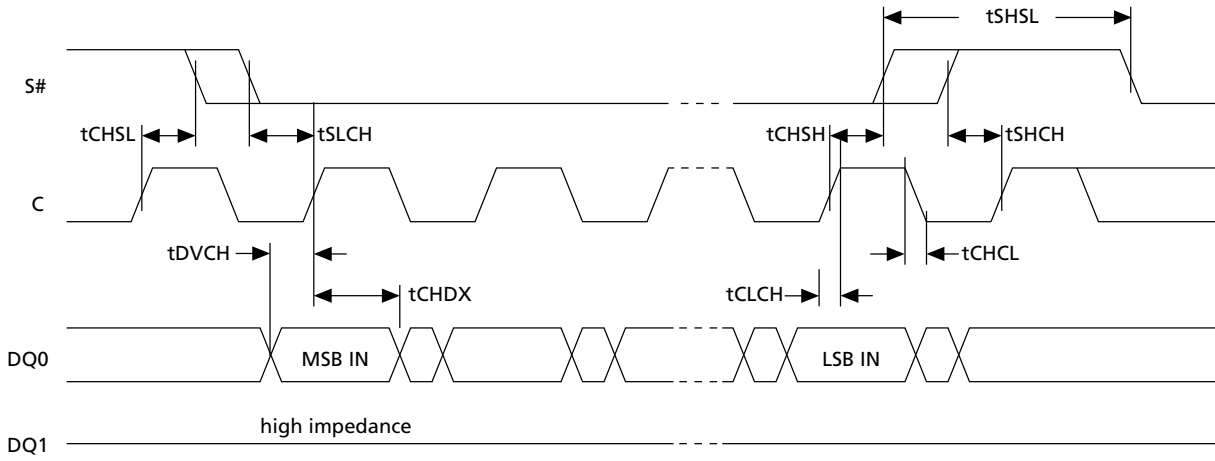 tSHSL
S#
tCHSL
tSLCH
tCHSH
tSHCH
C
tDVCH
tCHCL
tCHDX
tCLCH
DQ0
MSB IN
LSB IN
high impedance
DQ1